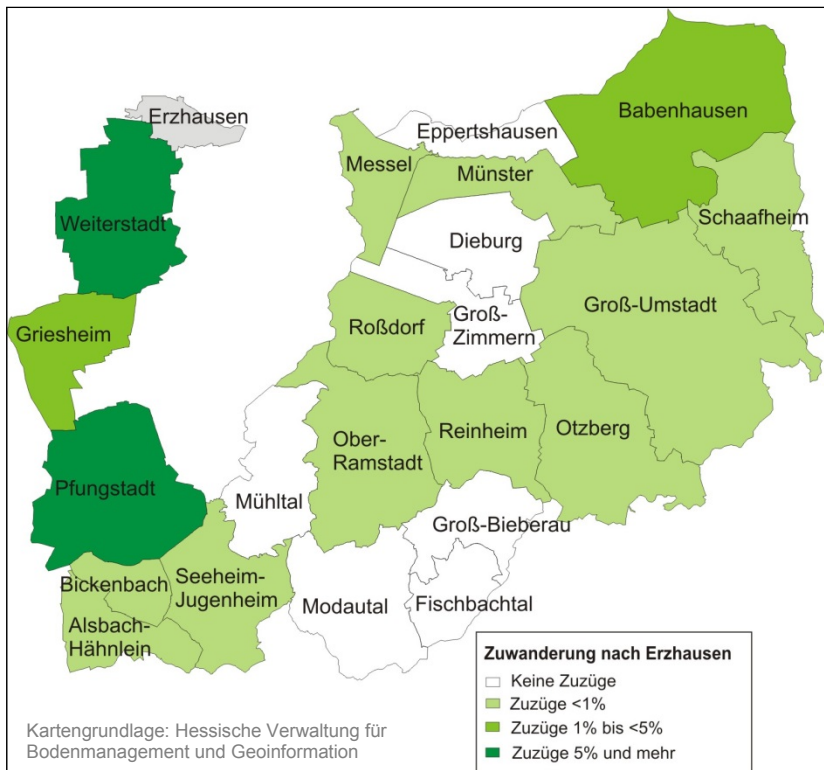 Erzhausen
Babenhausen
Eppertshausen
Messel
Münster
Schaafheim
Weiterstadt
Dieburg
Groß-Umstadt
Griesheim
Roßdorf
Groß-
Zimmern
Ober-
Ramstadt
Reinheim
Otzberg
Pfungstadt
Mühltal
Groß-Bieberau
Bickenbach
Seeheim-
Jugenheim
Modautal
Fischbachtal
Alsbach-
Hähnlein
Zuwanderung nach Erzhausen
Keine Zuzüge
Zuzüge <1%
Zuzüge 1% bis <5%
Zuzüge 5% und mehr
Kartengrundlage: Hessische Verwaltung für
Bodenmanagement und Geoinformation